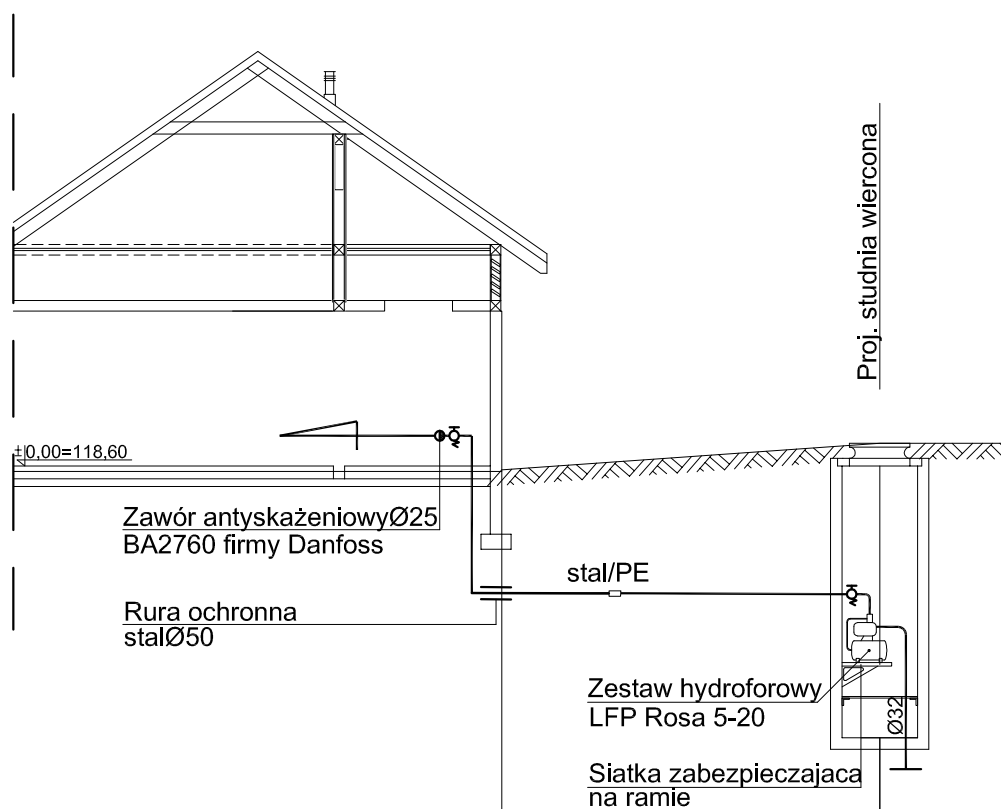 Proj. studnia wiercona
±0,00=118,60
Zawór antyskażeniowyØ25
BA2760 firmy Danfoss
stal/PE
Rura ochronna
stalØ50
Zestaw hydroforowy
LFP Rosa 5-20
Ø32
Siatka zabezpieczajaca
na ramie